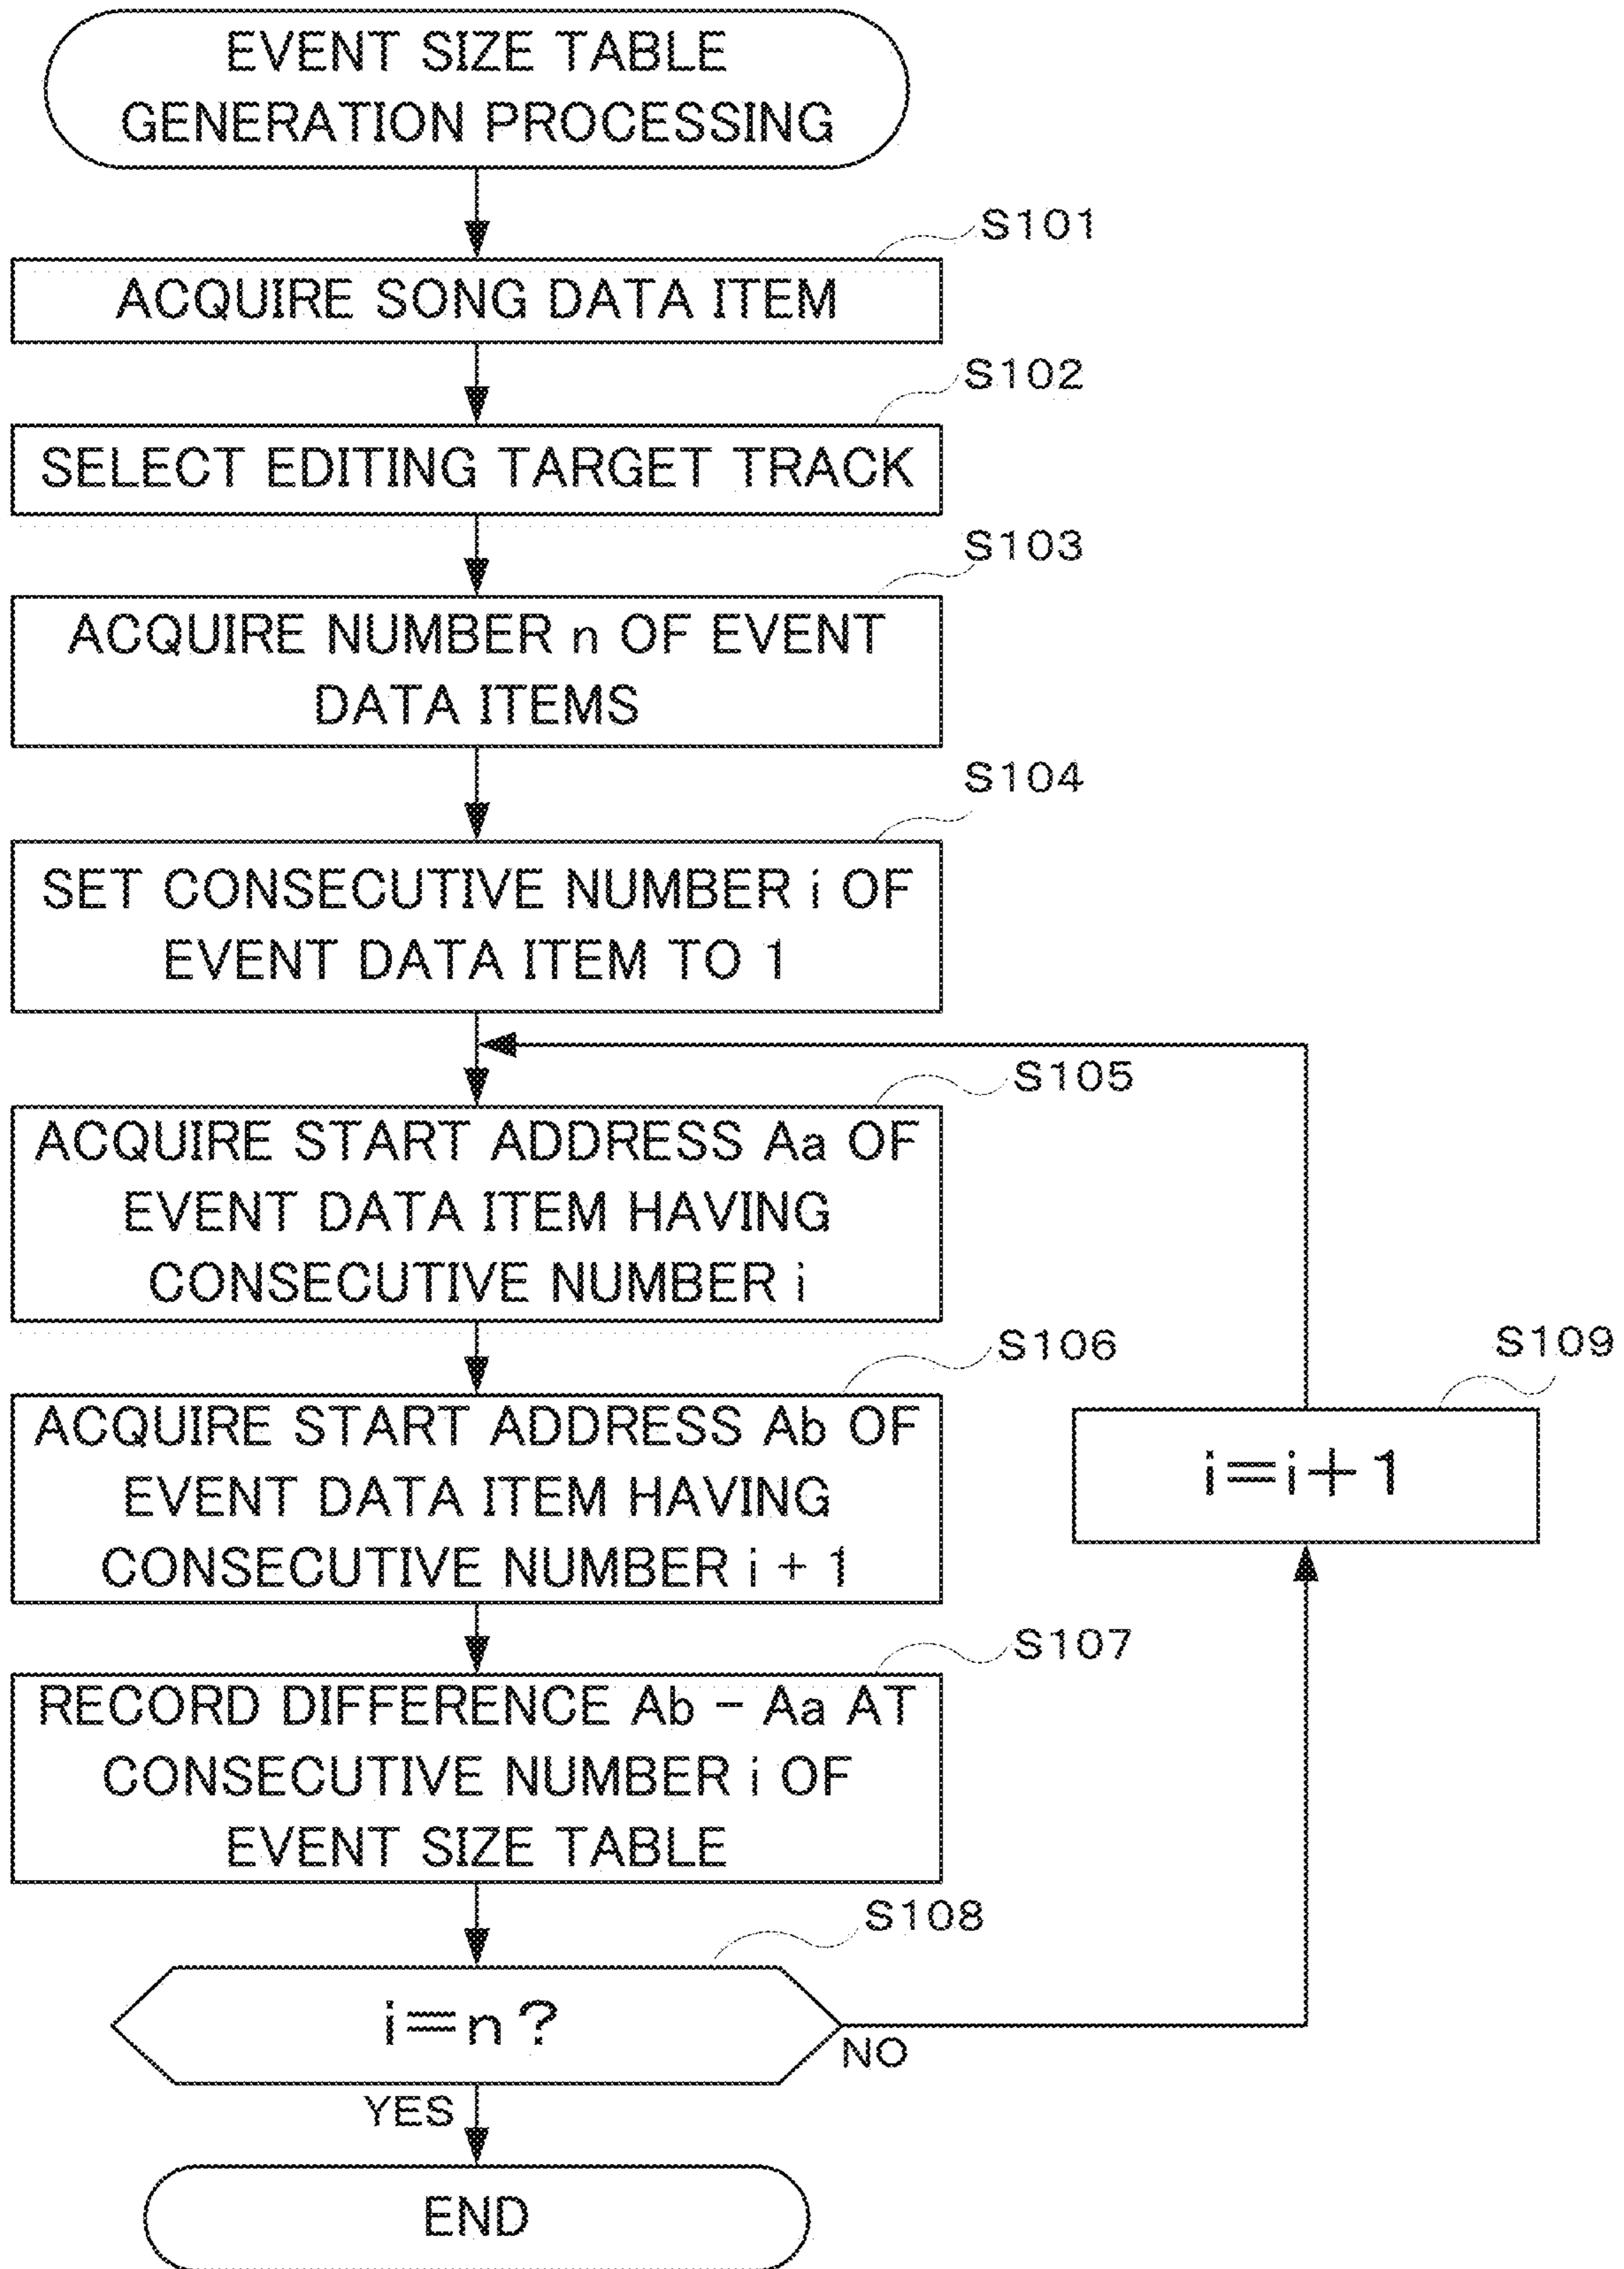 EVENT SIZE TABLE
GENERATION PROCESSING
S101
ACQUIRE SONG DATA ITEM
S102
SELECT EDITING TARGET TRACK
S103
ACQUIRE NUMBER n OF EVENT
DATA ITEMS
S104
SET CONSECUTIVE NUMBER i OF
EVENT DATA ITEM TO 1
S105
ACQUIRE START ADDRESS Aa OF
EVENT DATA ITEM HAVING
CONSECUTIVE NUMBER i
S106
ACQUIRE START ADDRESS Ab OF
EVENT DATA ITEM HAVING
CONSECUTIVE NUMBER i + 1
S109
i=i+1
S107
RECORD DIFFERENCE Ab - Aa AT
CONSECUTIVE NUMBER i OF
EVENT SIZE TABLE
S108
i=n?
NO
YES
END